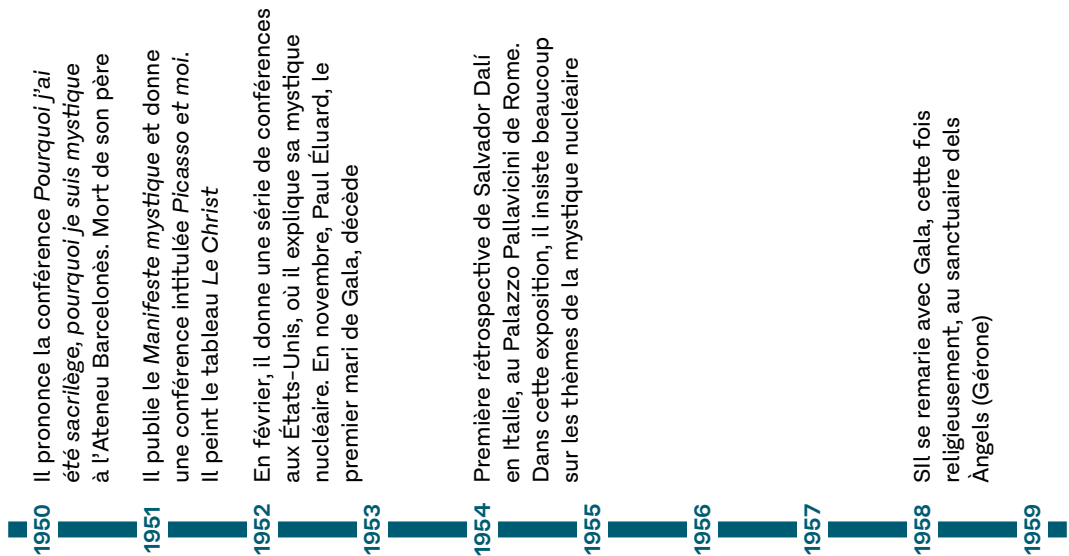 1950
Il prononce la conférence Pourquoi j'ai
été sacrilège, pourquoi je suis mystique
à l'Ateneu Barcelonès. Mort de son père
1951
Il publie le Manifeste mystique et donne
une conférence intitulée Picasso et moi.
Il peint le tableau Le Christ
1952
En février, il donne une série de conférences
aux États-Unis, où il explique sa mystique
nucléaire. En novembre, Paul Éluard, le
premier mari de Gala, décède
1953
1954
Première rétrospective de Salvador Dalí
en Italie, au Palazzo Pallavicini de Rome.
Dans cette exposition, il insiste beaucoup
sur les thèmes de la mystique nucléaire
1955
1956
1957
1958
SIl se remarie avec Gala, cette fois
religieusement, au sanctuaire dels
Àngels (Gérone)
1959